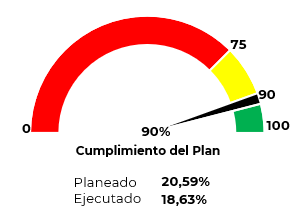 75
90
0
100
90%
Cumplimiento del Plan
Planeado 20,59%
Ejecutado 18,63%